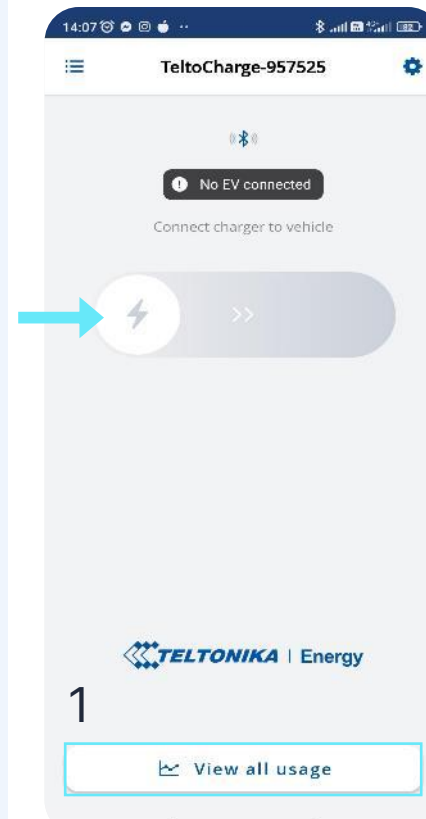 14:07
TeltoCharge-957525
No EV connected
Connect charger to vehicle
TELTONIKA | Energy
1
View all usage